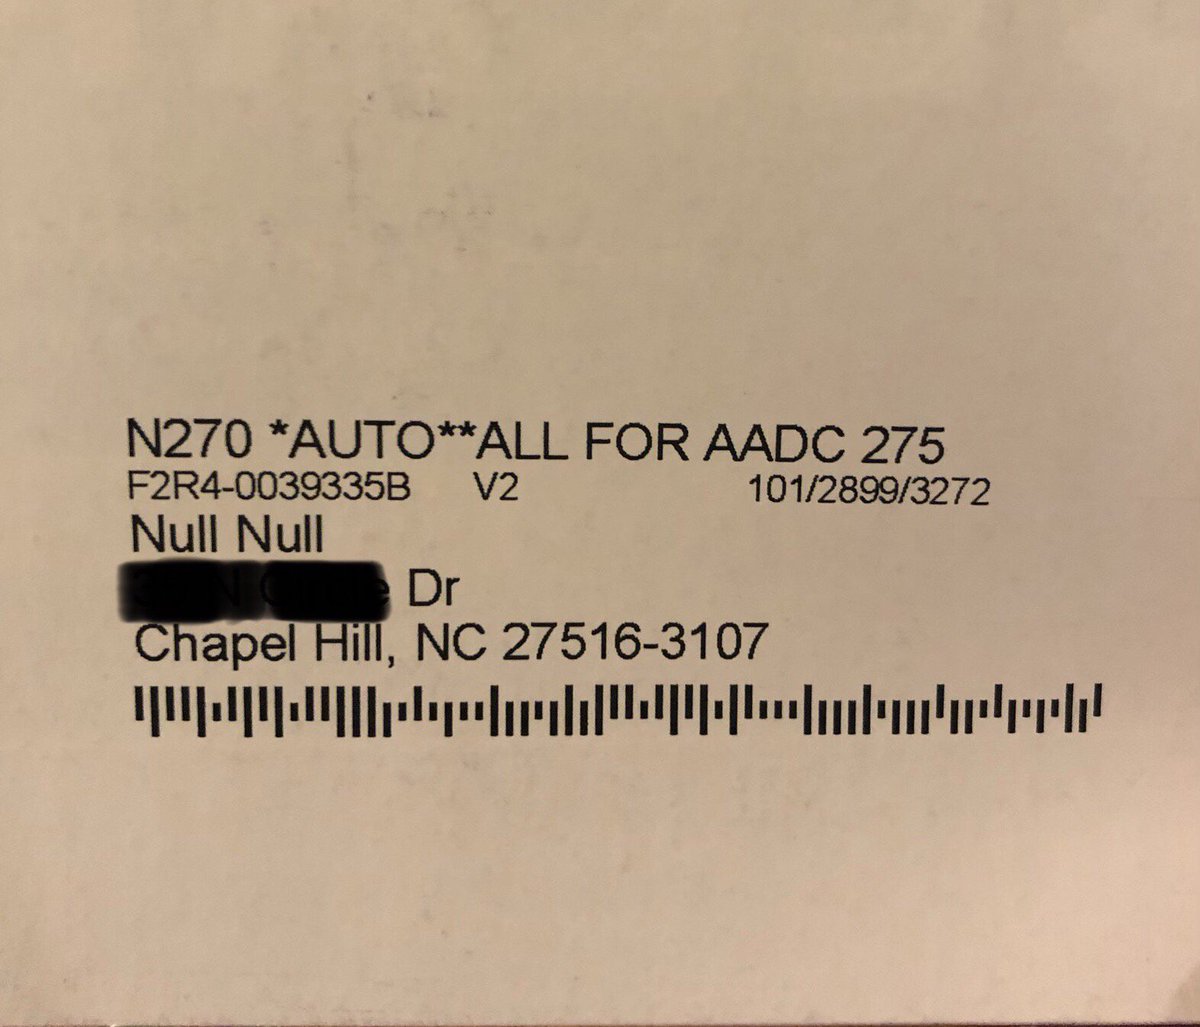 N270 *AUTO**ALL FOR AADC 275
F2R4-0039335B V2 101/2899/3272
Null Null
Dr
Chapel Hill, NC 27516-3107